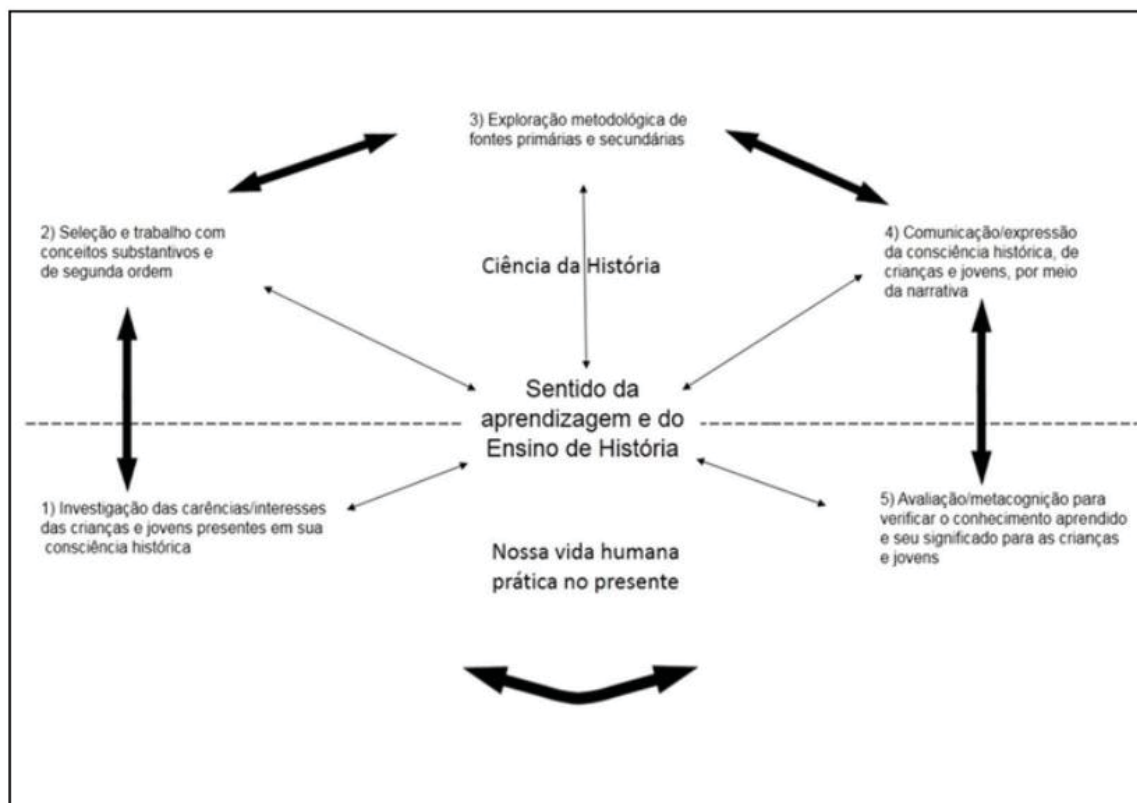 3) Exploração metodológica de
fontes primárias e secundárias
2) Seleção e trabalho com
conceitos substantivos e
de segunda ordem
Ciência da História
4) Comunicação/expressão
da consciência histórica, de
crianças e jovens, por meio
da narrativa
Sentido da
aprendizagem e do
Ensino de História
1) Investigação das carências/interesses
das crianças e jovens presentes em sua
consciência histórica
Nossa vida humana
prática no presente
5) Avaliação/metacognição para
verificar o conhecimento aprendido
e seu significado para as crianças
e jovens